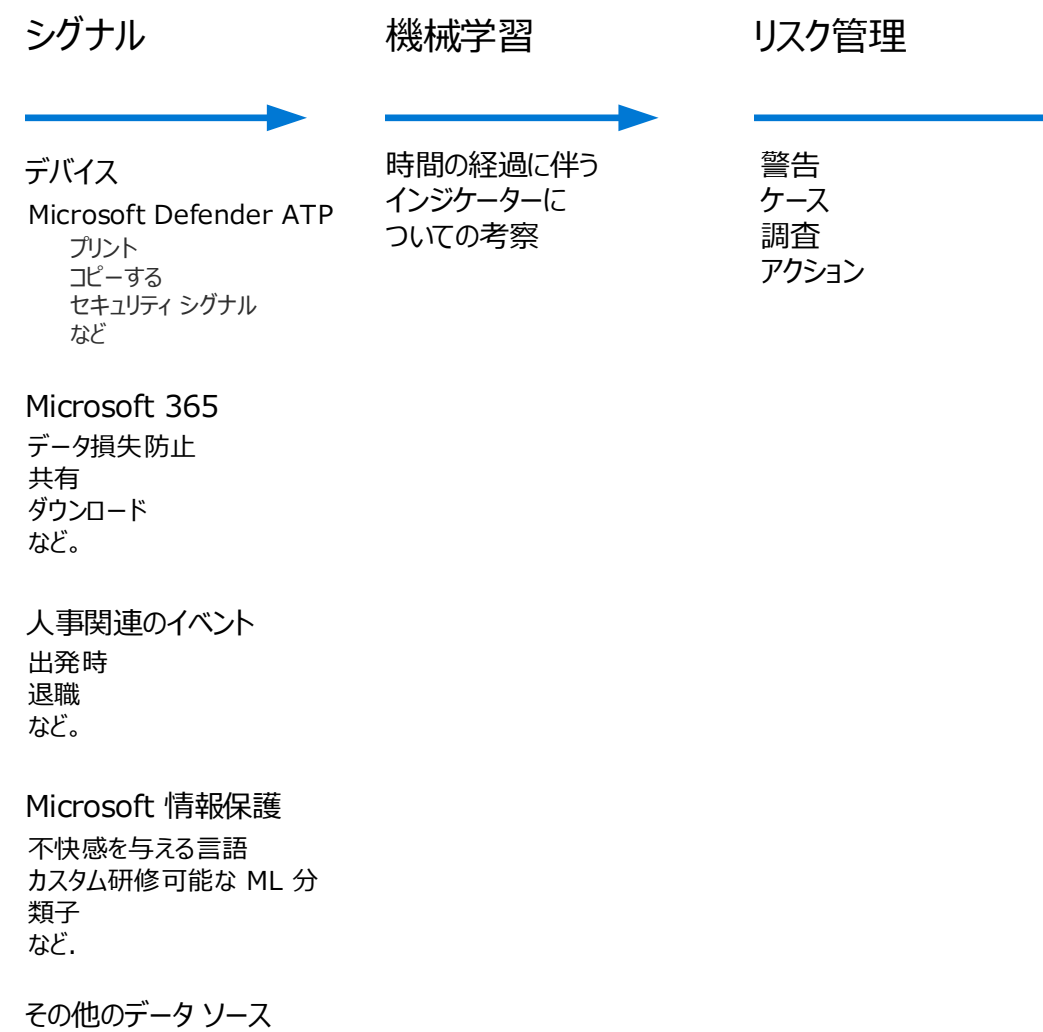 シグナル
機械学習
リスク管理
デバイス
Microsoft Defender ATP
プリント
コピーする
セキュリティ シグナル
など
Microsoft 365
データ損失防止
共有
ダウンロード
など。
人事関連のイベント
出発時
退職
など。
Microsoft 情報保護
不快感を与える言語
カスタム研修可能な ML 分
類子
など.
その他のデータ ソース
時間の経過に伴う
インジケーターに
ついての考察
警告
ケース
調査
アクション